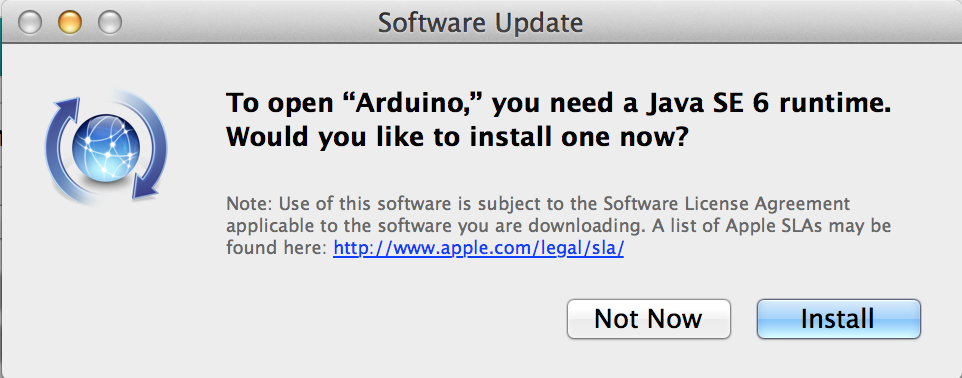 Software Update
To open “Arduino,” you need a Java SE 6 runtime.
Would you like to install one now?
Note: Use of this software is subject to the Software License Agreement
applicable to the software you are downloading. A list of Apple SLAs may be
found here: http://www.apple.com/legal/sla/
Not Now
Install